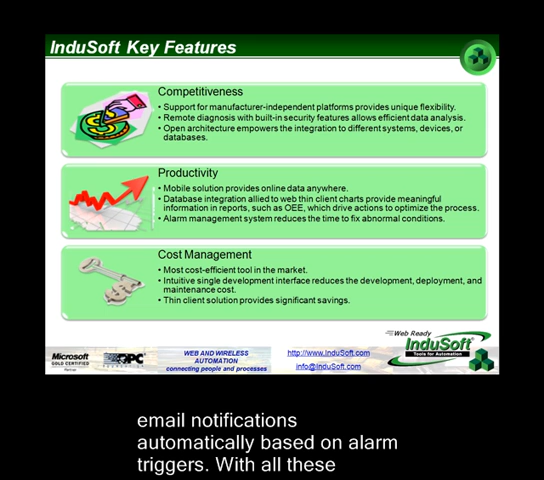 InduSoft Key Features
Competitiveness
• Support for manufacturer-independent platforms provides unique flexibility.
• Remote diagnosis with built-in security features allows efficient data analysis.
• Open architecture empowers the integration to different systems, devices, or
databases.
Productivity
• Mobile solution provides online data anywhere.
• Database integration allied to web thin client charts provide meaningful
information in reports, such as OEE, which drive actions to optimize the process.
• Alarm management system reduces the time to fix abnormal conditions.
Cost Management
• Most cost-efficient tool in the market.
• Intuitive single development interface reduces the development, deployment, and
maintenance cost.
• Thin client solution provides significant savings.
Web Ready
InduSoft
Tools for Automation
Microsoft
GOLD CERTIFIED
Partner
OPC
FOUNDATION
WEB AND WIRELESS
AUTOMATION
connecting people and processes
http://www.InduSoft.com
info@InduSoft.com
email notifications
automatically based on alarm
triggers. With all these